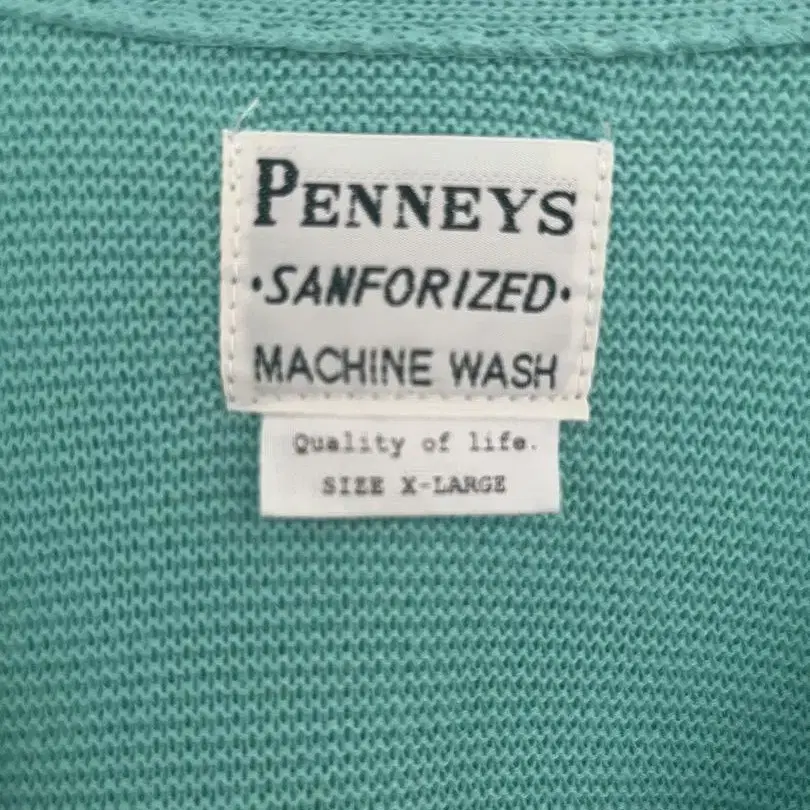 PENNEYS
·SANFORIZED·
MACHINE WASH
Quality of life.
SIZE X-LARGE